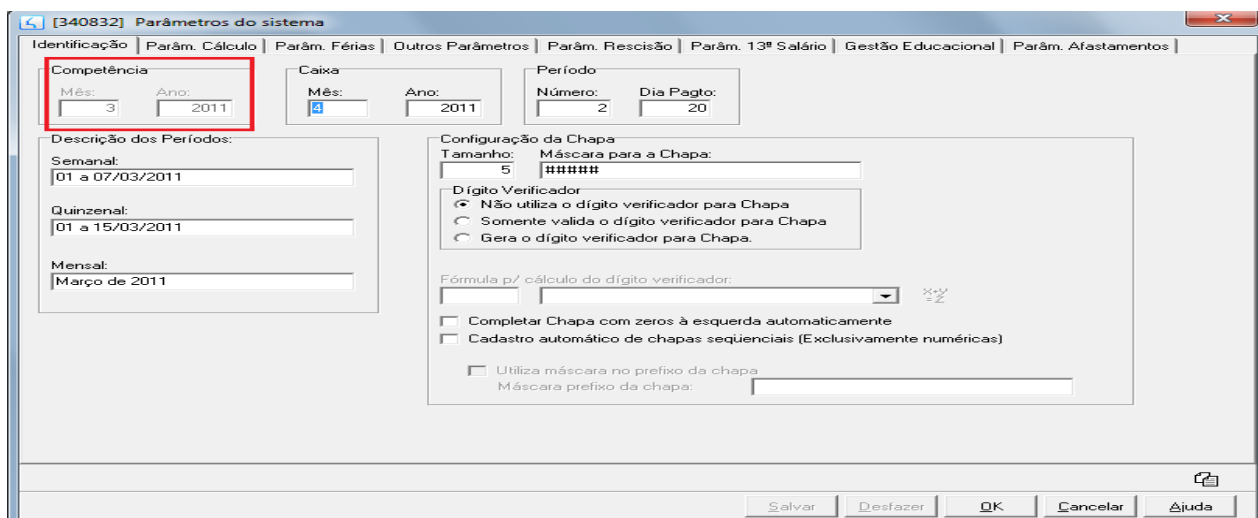 [340832] Parâmetros do sistema
Identificação Parâm. Cálculo Parâm. Férias Outros Parâmetros Parâm. Rescisão Parâm. 13º Salário Gestão Educacional Parâm. Afastamentos
Competência Caixa Período
Mês: Ano: Mês: Ano: Número: Dia Pagto:
3 2011 4 2011 2 20
Descrição dos Períodos:
Semanal:
01 a 07/03/2011
Quinzenal:
01 a 15/03/2011
Mensal:
Março de 2011
Configuração da Chapa
Tamanho: Máscara para a Chapa:
5 #####
Dígito Verificador
Não utiliza o dígito verificador para Chapa
Somente valida o dígito verificador para Chapa
Gera o dígito verificador para Chapa.
Fórmula p/ cálculo do dígito verificador:
X+Y
=Z
Completar Chapa com zeros à esquerda automaticamente
Cadastro automático de chapas seqüenciais (Exclusivamente numéricas)
Utiliza máscara no prefixo da chapa
Máscara prefixo da chapa:
Salvar Desfazer OK Cancelar Ajuda